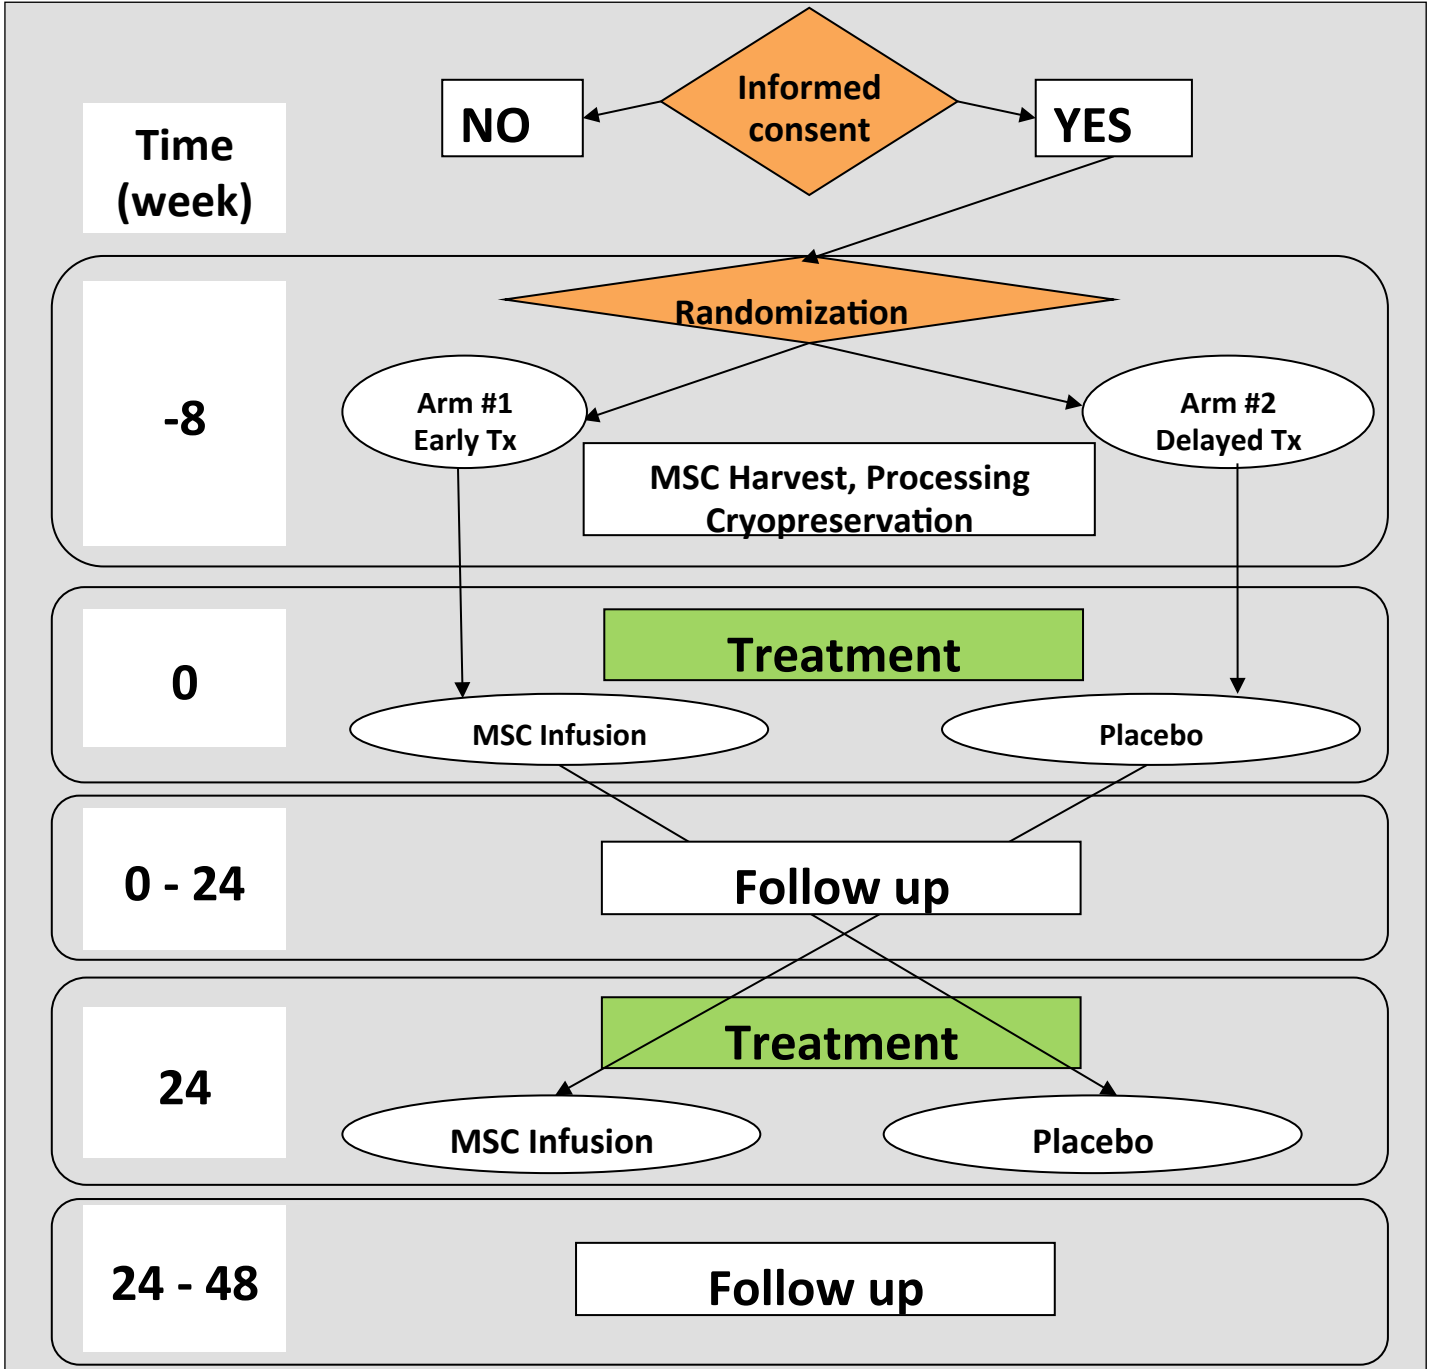 Informed
consent
NO
YES
Time
(week)
Randomization
-8
Arm #1
Early Tx
Arm #2
Delayed Tx
MSC Harvest, Processing
Cryopreservation
0
Treatment
MSC Infusion
Placebo
0 - 24
Follow up
24
Treatment
MSC Infusion
Placebo
24 - 48
Follow up